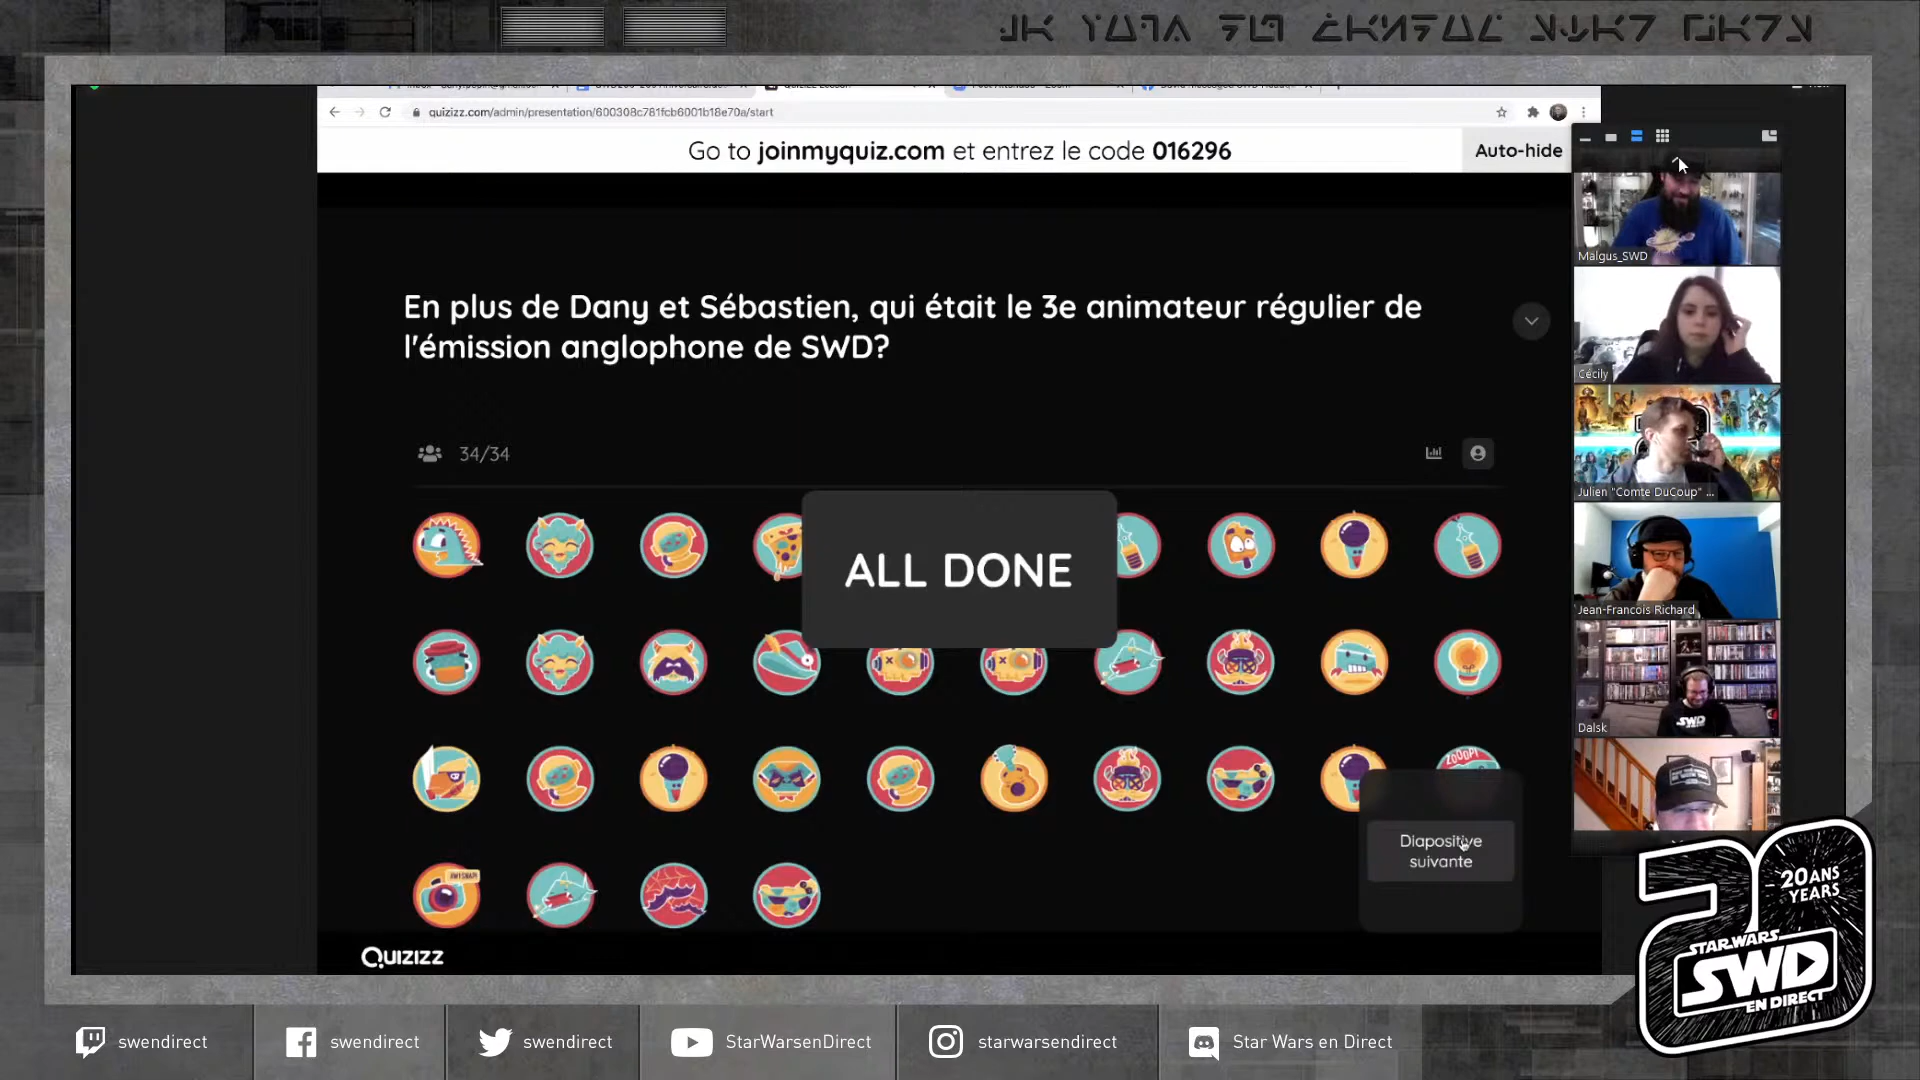 quizizz.com/admin/presentation/600308c781fcb6001b18e70a/start
Go to joinmyquiz.com et entrez le code 016296
Auto-hide
En plus de Dany et Sébastien, qui était le 3e animateur régulier de
l'émission anglophone de SWD?
34/34
ALL DONE
Diapositive
suivante
QUIZIZZ
Malgus_SWD
Cécily
Julien "Comte DuCoup" ...
Jean-Francois Richard
SWD
Dalsk
20 ANS
YEARS
STAR WARS
SWD
EN DIRECT
swendirect
swendirect
swendirect
StarWarsenDirect
starwarsendirect
Star Wars en Direct